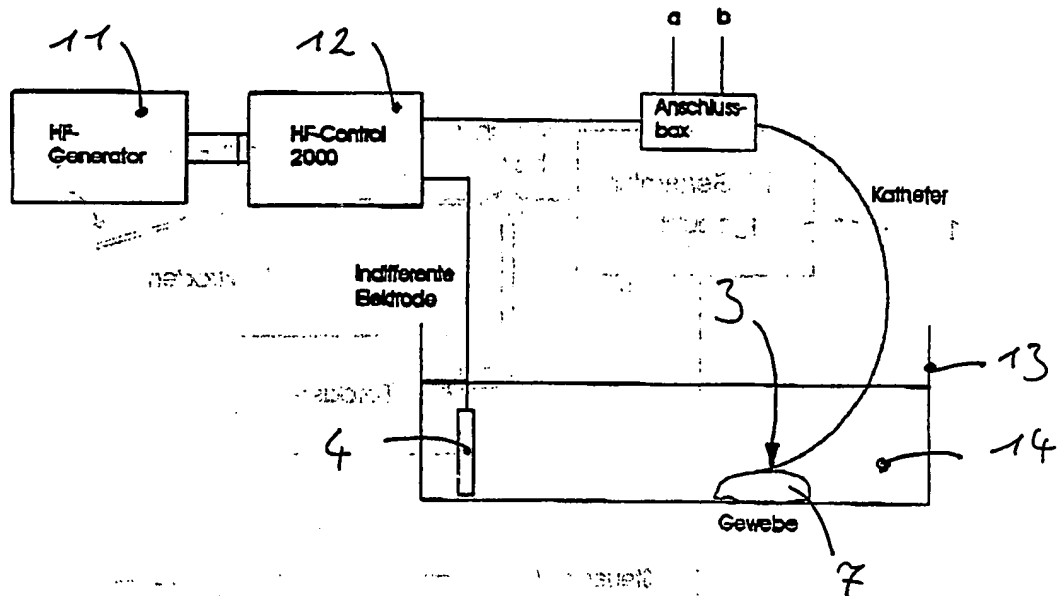 a b
11
12
HF-
Generator
HF-Control
2000
Anschluss-
box
Katheter
Indifferente
Elektrode
3
13
4
14
Gewebe
7